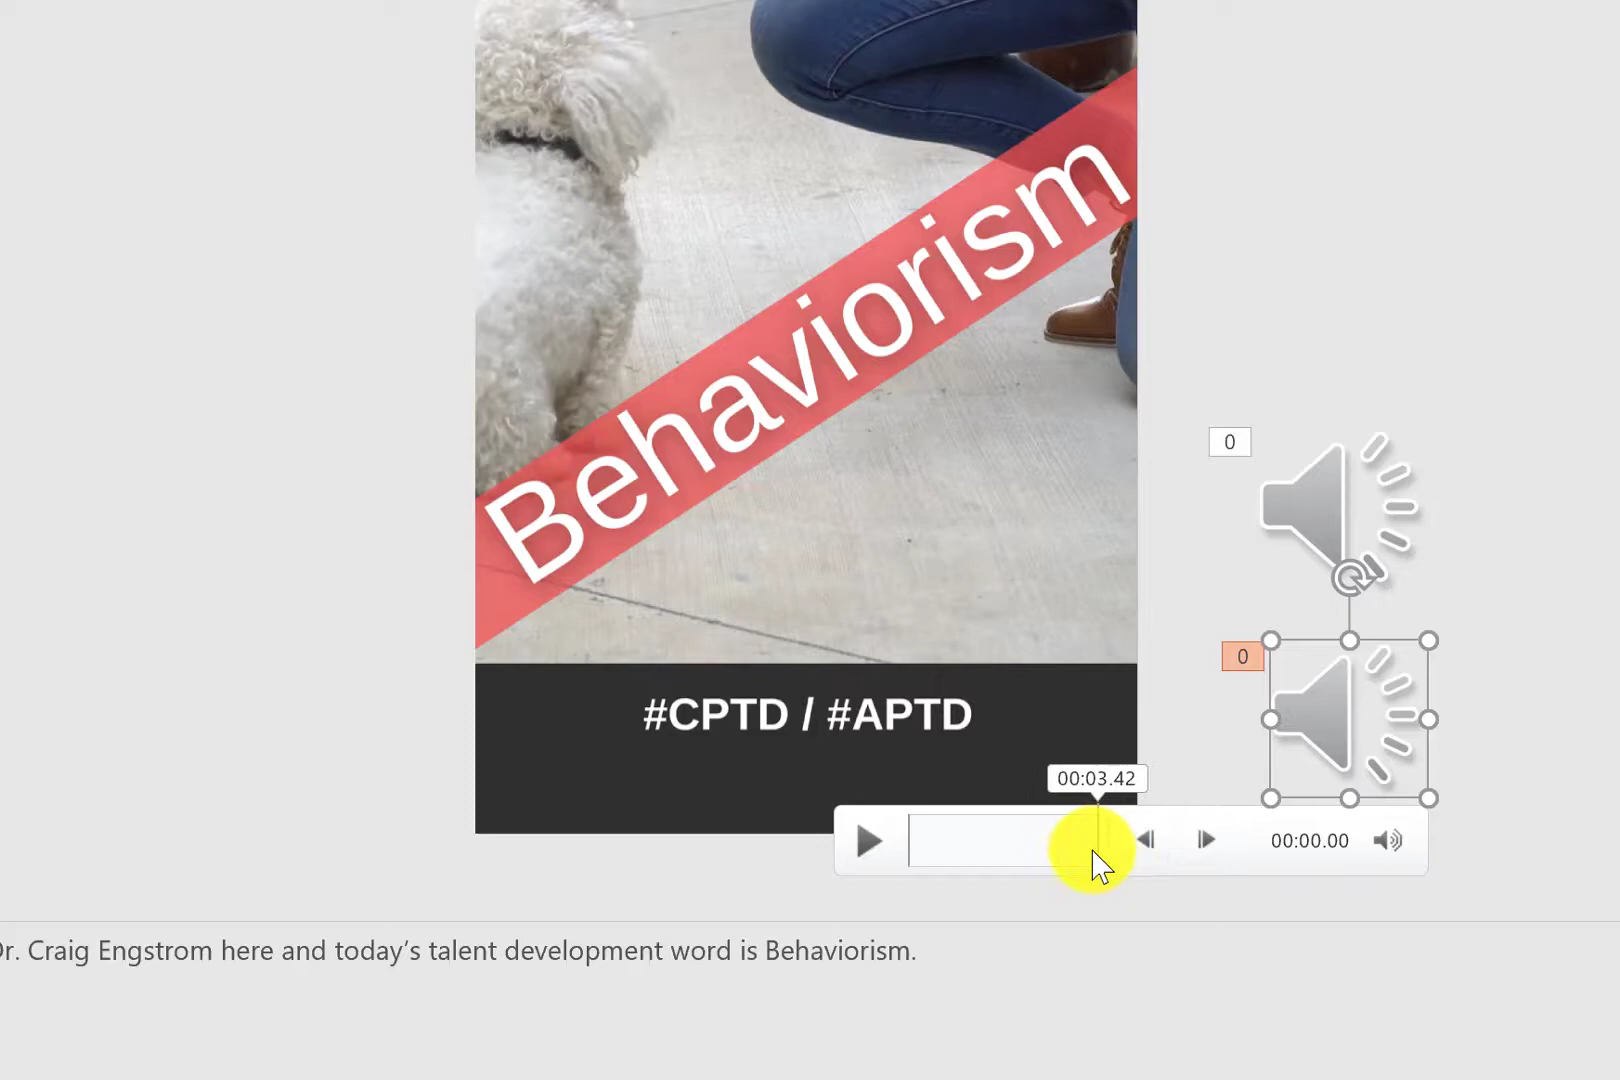 Behaviorism
0
0
#CPTD / #APTD
00:03.42
00:00.00
Dr. Craig Engstrom here and today’s talent development word is Behaviorism.